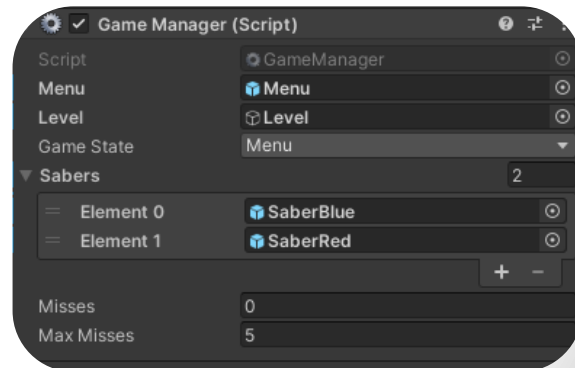 Game Manager (Script)
Script GameManager
Menu Menu
Level Level
Game State Menu
Sabers 2
Element 0 SaberBlue
Element 1 SaberRed
Misses 0
Max Misses 5